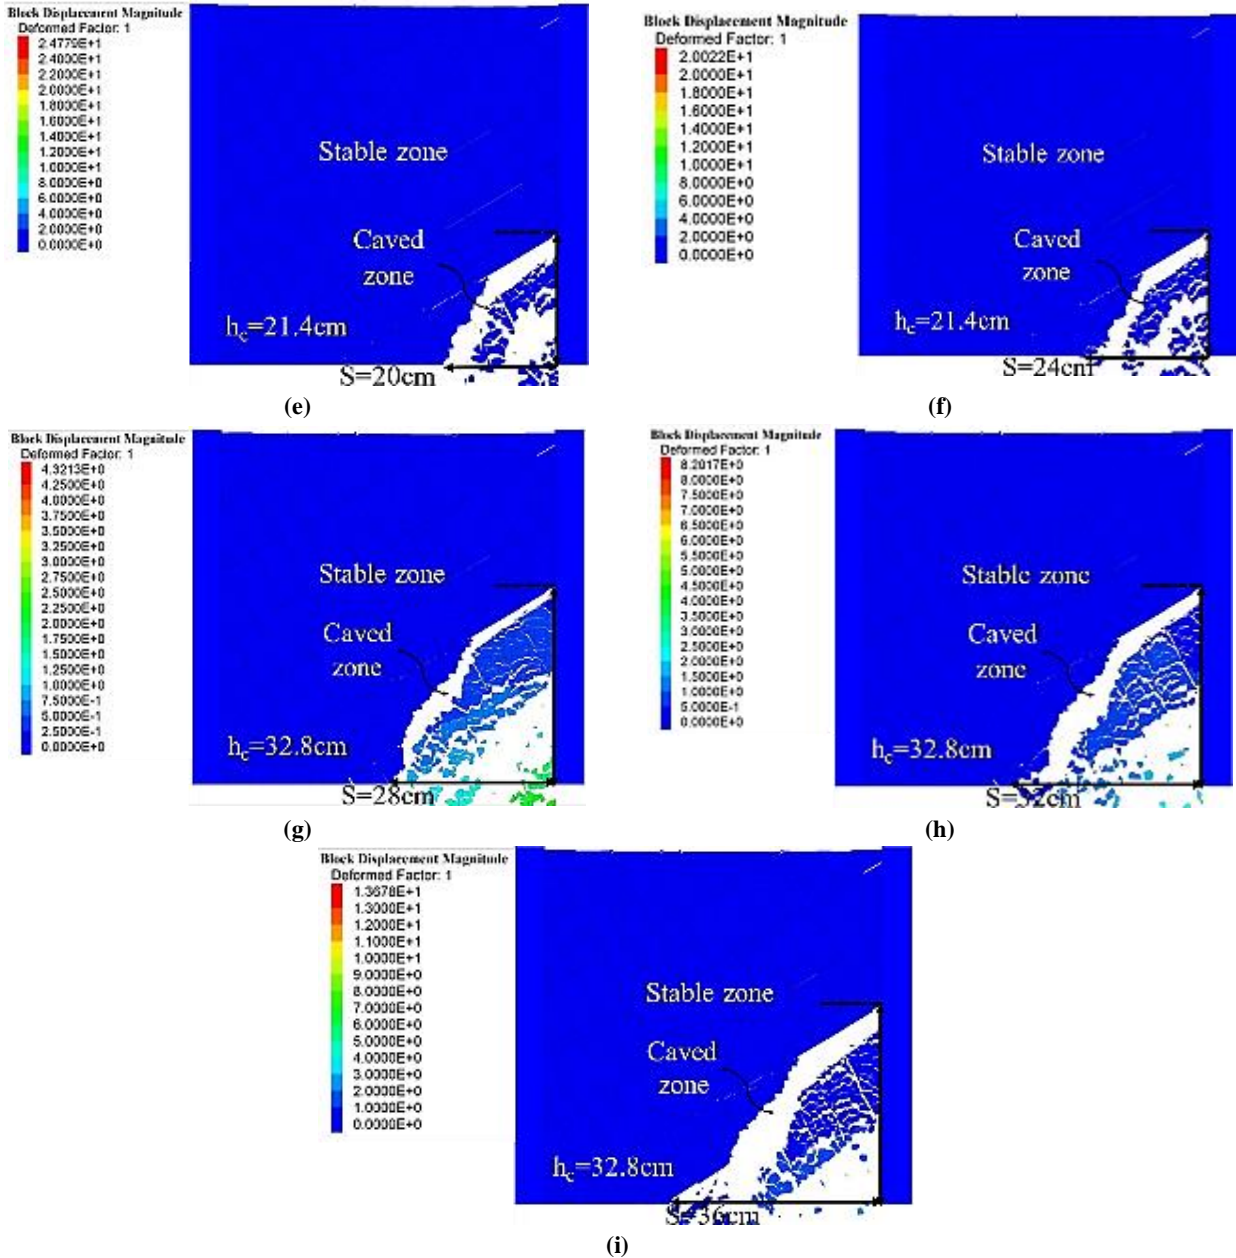 Block Displacement Magnitude
Deformed Factor: 1
2.4779E+1
2.4000E+1
2.2000E+1
2.0000E+1
1.8000E+1
1.6000E+1
1.4000E+1
1.2000E+1
1.0000E+1
8.0000E+0
6.0000E+0
4.0000E+0
2.0000E+0
0.0000E+0
Stable zone
Caved
zone
h_c=21.4cm
S=20cm
(e)
Block Displacement Magnitude
Deformed Factor: 1
2.0022E+1
2.0000E+1
1.8000E+1
1.6000E+1
1.4000E+1
1.2000E+1
1.0000E+1
8.0000E+0
6.0000E+0
4.0000E+0
2.0000E+0
0.0000E+0
Stable zone
Caved
zone
h_c=21.4cm
S=24cm
(f)
Block Displacement Magnitude
Deformed Factor: 1
4.3213E+0
4.2500E+0
4.0000E+0
3.7500E+0
3.5000E+0
3.2500E+0
3.0000E+0
2.7500E+0
2.5000E+0
2.2500E+0
2.0000E+0
1.7500E+0
1.5000E+0
1.2500E+0
1.0000E+0
7.5000E-1
5.0000E-1
2.5000E-1
0.0000E+0
Stable zone
Caved
zone
h_c=32.8cm
S=28cm
(g)
Block Displacement Magnitude
Deformed Factor: 1
8.2017E+0
8.0000E+0
7.5000E+0
7.0000E+0
6.5000E+0
6.0000E+0
5.5000E+0
5.0000E+0
4.5000E+0
4.0000E+0
3.5000E+0
3.0000E+0
2.5000E+0
2.0000E+0
1.5000E+0
1.0000E+0
5.0000E-1
0.0000E+0
Stable zone
Caved
zone
h_c=32.8cm
S=32cm
(h)
Block Displacement Magnitude
Deformed Factor: 1
1.3678E+1
1.3000E+1
1.2000E+1
1.1000E+1
1.0000E+1
9.0000E+0
8.0000E+0
7.0000E+0
6.0000E+0
5.0000E+0
4.0000E+0
3.0000E+0
2.0000E+0
1.0000E+0
0.0000E+0
Stable zone
Caved
zone
h_c=32.8cm
S=36cm
(i)